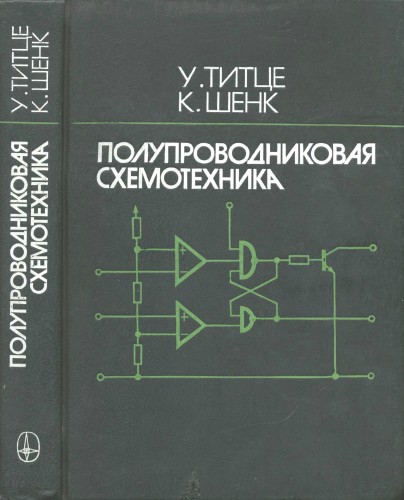 У. ТИТЦЕ
К. ШЕНК
ПОЛУПРОВОДНИКОВАЯ
СХЕМОТЕХНИКА
У. ТИТЦЕ
К. ШЕНК
ПОЛУПРОВОДНИКОВАЯ
СХЕМОТЕХНИКА
+
-
+
-